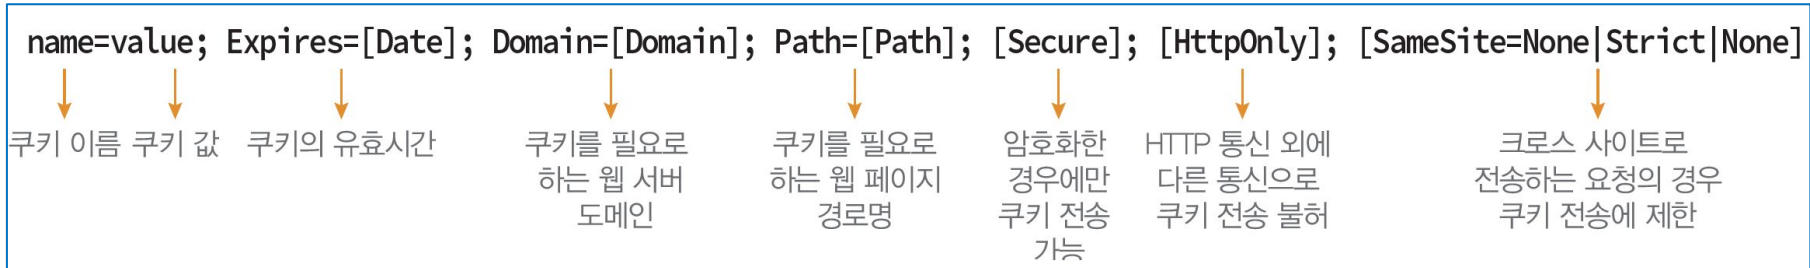 name=value; Expires=[Date]; Domain=[Domain]; Path=[Path]; [Secure]; [HttpOnly]; [SameSite=None|Strict|None]
쿠키 이름
쿠키 값
쿠키의 유효시간
쿠키를 필요로
하는 웹 서버
도메인
쿠키를 필요로
하는 웹 페이지
경로명
암호화한
경우에만
쿠키 전송
가능
HTTP 통신 외에
다른 통신으로
쿠키 전송 불허
크로스 사이트로
전송하는 요청의 경우
쿠키 전송에 제한